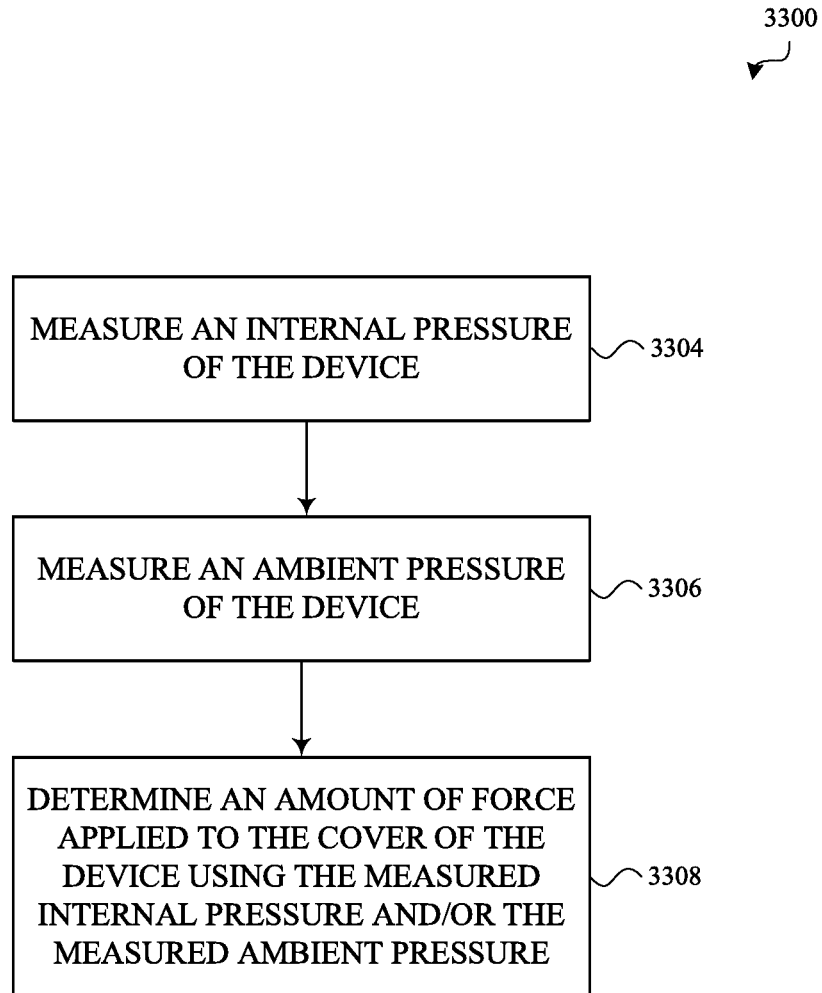 3300
MEASURE AN INTERNAL PRESSURE
OF THE DEVICE
3304
MEASURE AN AMBIENT PRESSURE
OF THE DEVICE
3306
DETERMINE AN AMOUNT OF FORCE
APPLIED TO THE COVER OF THE
DEVICE USING THE MEASURED
INTERNAL PRESSURE AND/OR THE
MEASURED AMBIENT PRESSURE
3308